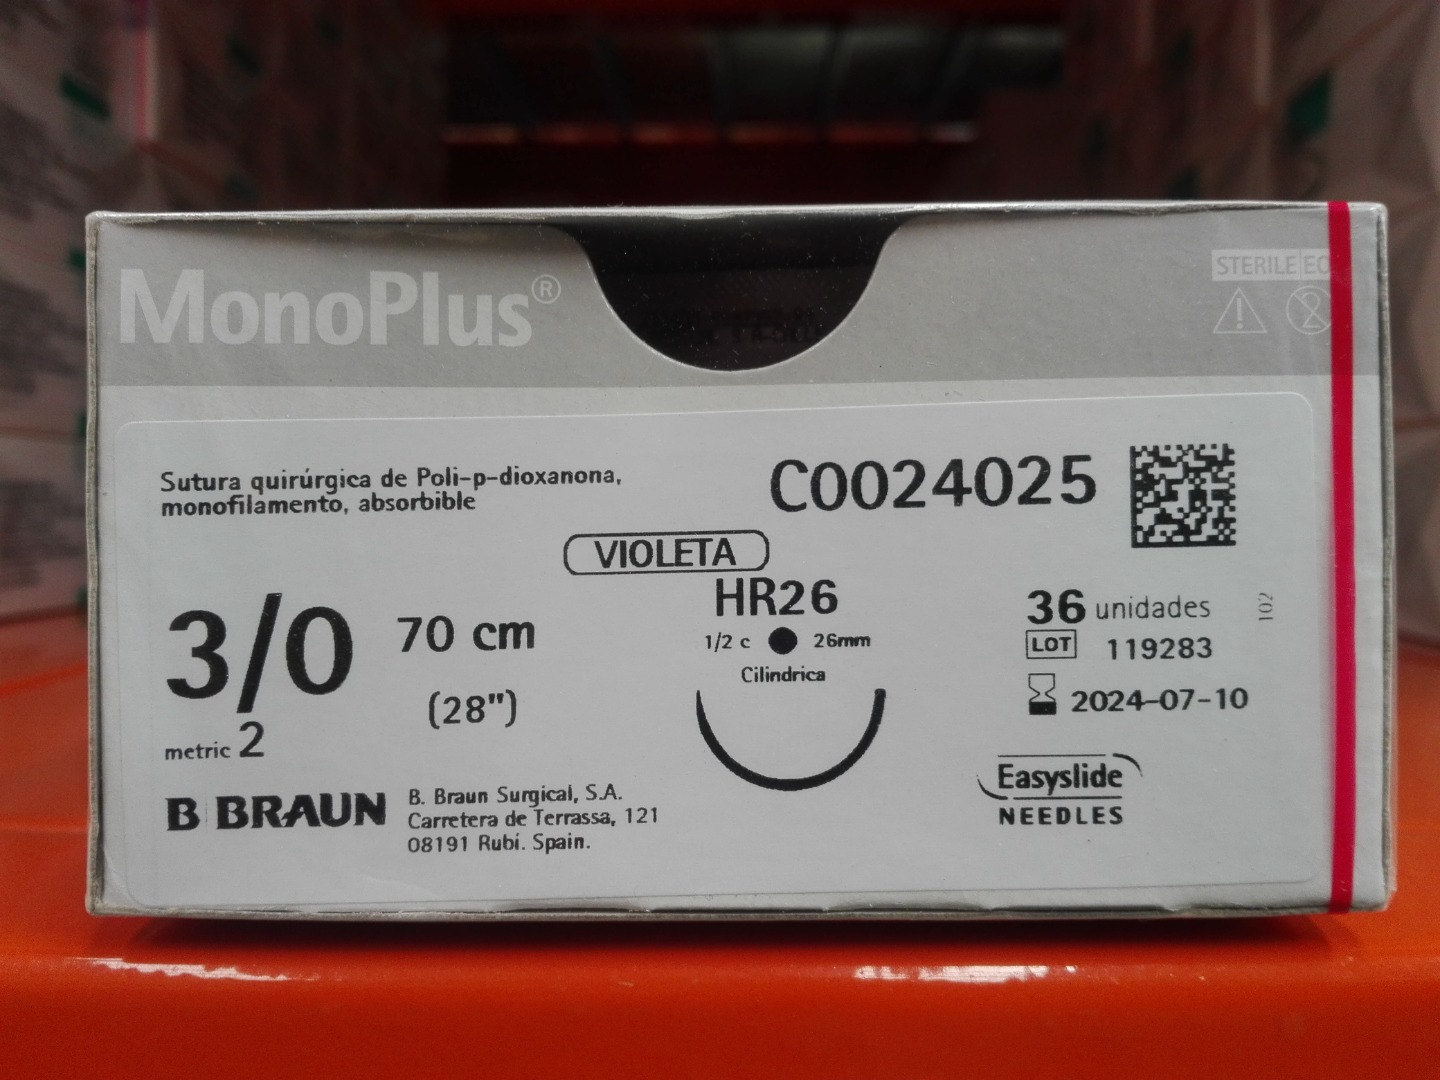 MonoPlus®
STERILE EO
Sutura quirúrgica de Poli-p-dioxanona,
monofilamento, absorbible
C0024025
VIOLETA
HR26
1/2 c 26mm
Cilindrica
3/0 70 cm
(28")
metric 2
36 unidades
LOT 119283
2024-07-10
102
Easyslide
NEEDLES
B BRAUN
B. Braun Surgical, S.A.
Carretera de Terrassa, 121
08191 Rubí. Spain.